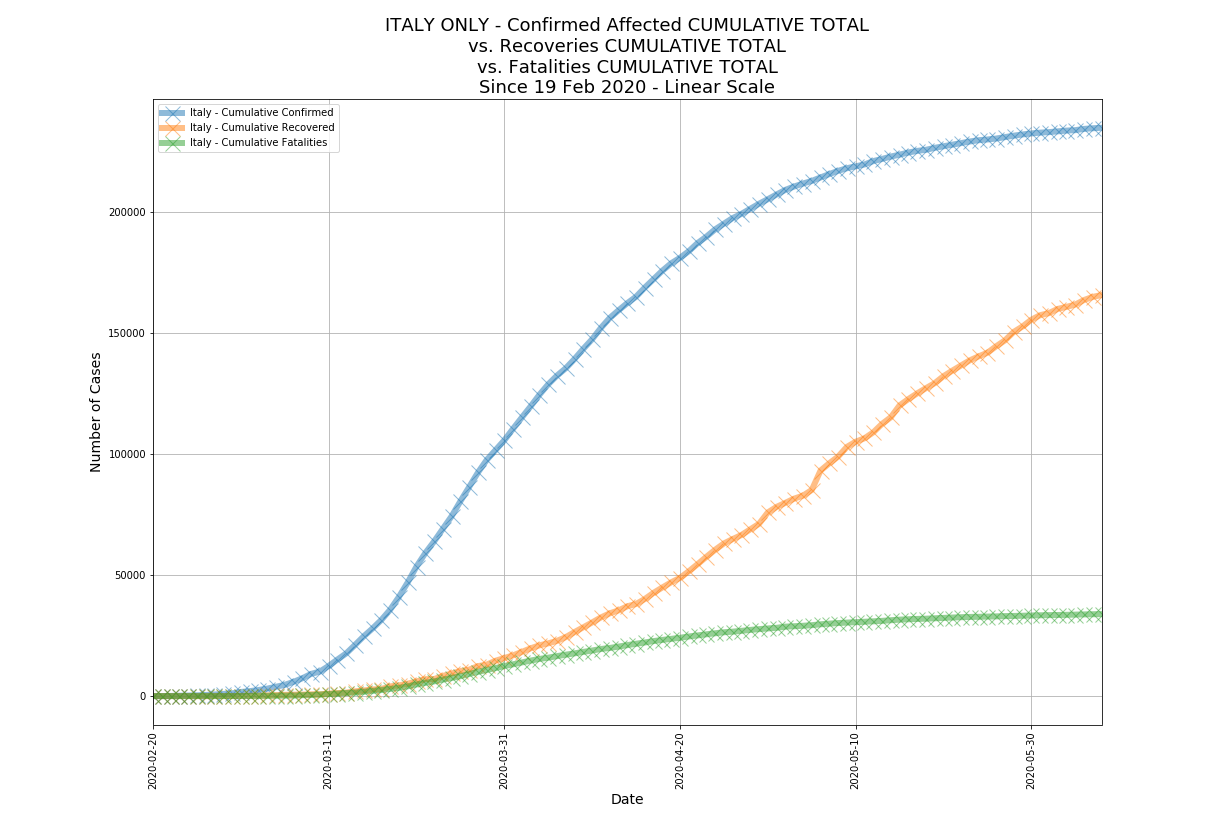 ITALY ONLY - Confirmed Affected CUMULATIVE TOTAL
vs. Recoveries CUMULATIVE TOTAL
vs. Fatalities CUMULATIVE TOTAL
Since 19 Feb 2020 - Linear Scale
Italy - Cumulative Confirmed
Italy - Cumulative Recovered
Italy - Cumulative Fatalities
Number of Cases
200000
150000
100000
50000
0
2020-02-20
2020-03-11
2020-03-31
2020-04-20
2020-05-10
2020-05-30
Date